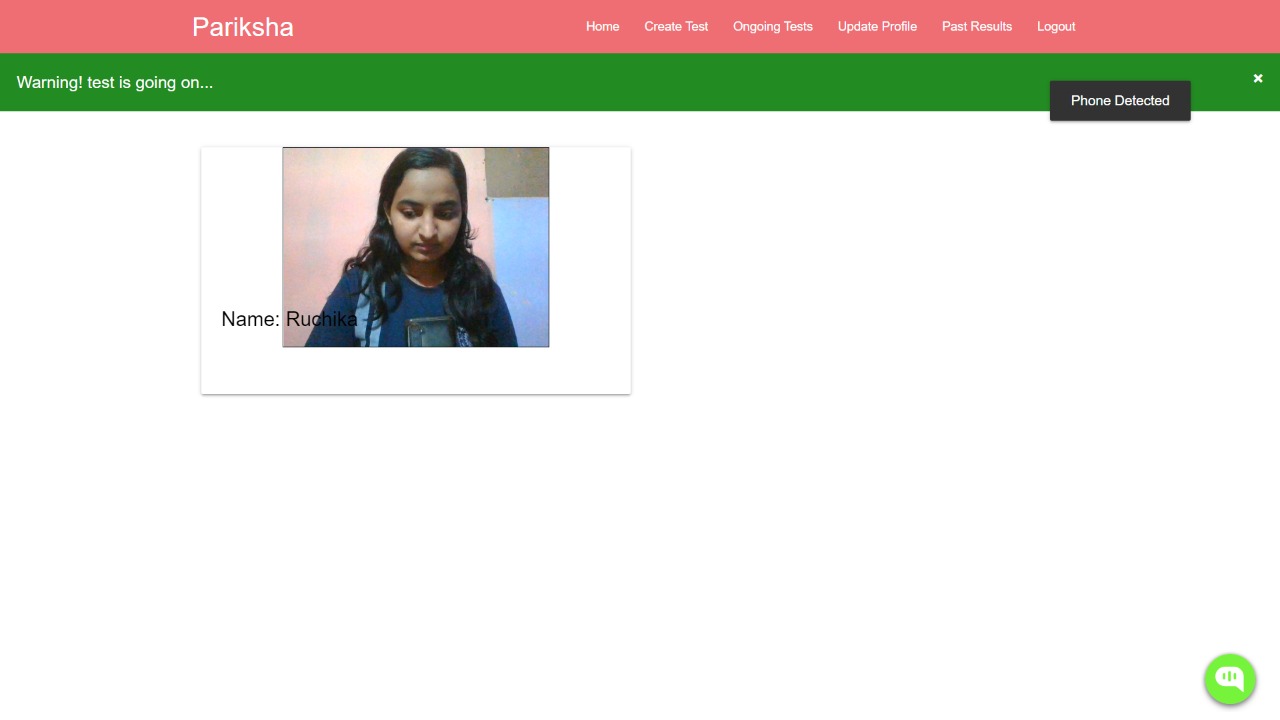 Pariksha
Home Create Test Ongoing Tests Update Profile Past Results Logout
Warning! test is going on...
×
Phone Detected
Name: Ruchika